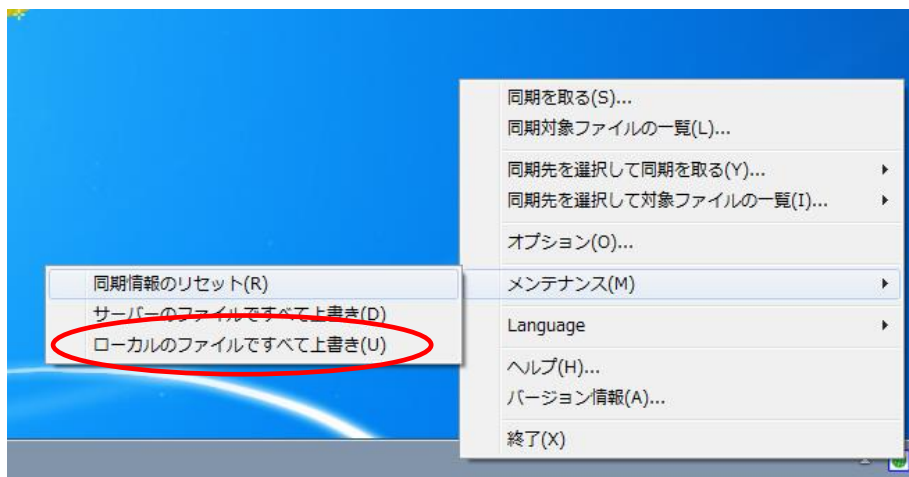 同期を取る(S)...
同期対象ファイルの一覧(L)...
同期先を選択して同期を取る(Y)...
同期先を選択して対象ファイルの一覧(I)...
オプション(O)...
メンテナンス(M)
Language
ヘルプ(H)...
バージョン情報(A)...
終了(X)
同期情報のリセット(R)
サーバーのファイルですべて上書き(D)
ローカルのファイルですべて上書き(U)